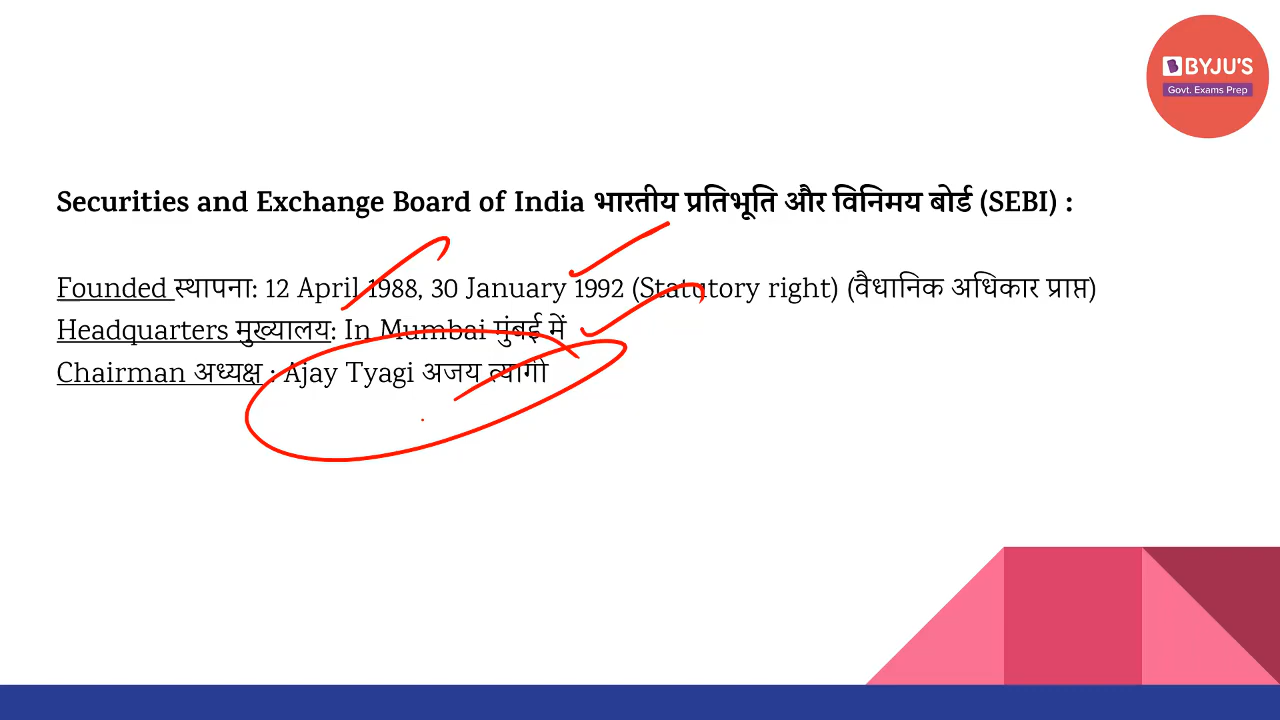 BYJU'S
Govt. Exams Prep
Securities and Exchange Board of India भारतीय प्रतिभूति और विनिमय बोर्ड (SEBI) :
Founded स्थापना: 12 April 1988, 30 January 1992 (Statutory right) (वैधानिक अधिकार प्राप्त)
Headquarters मुख्यालय: In Mumbai मुंबई में
Chairman अध्यक्ष : Ajay Tyagi अजय त्यागी